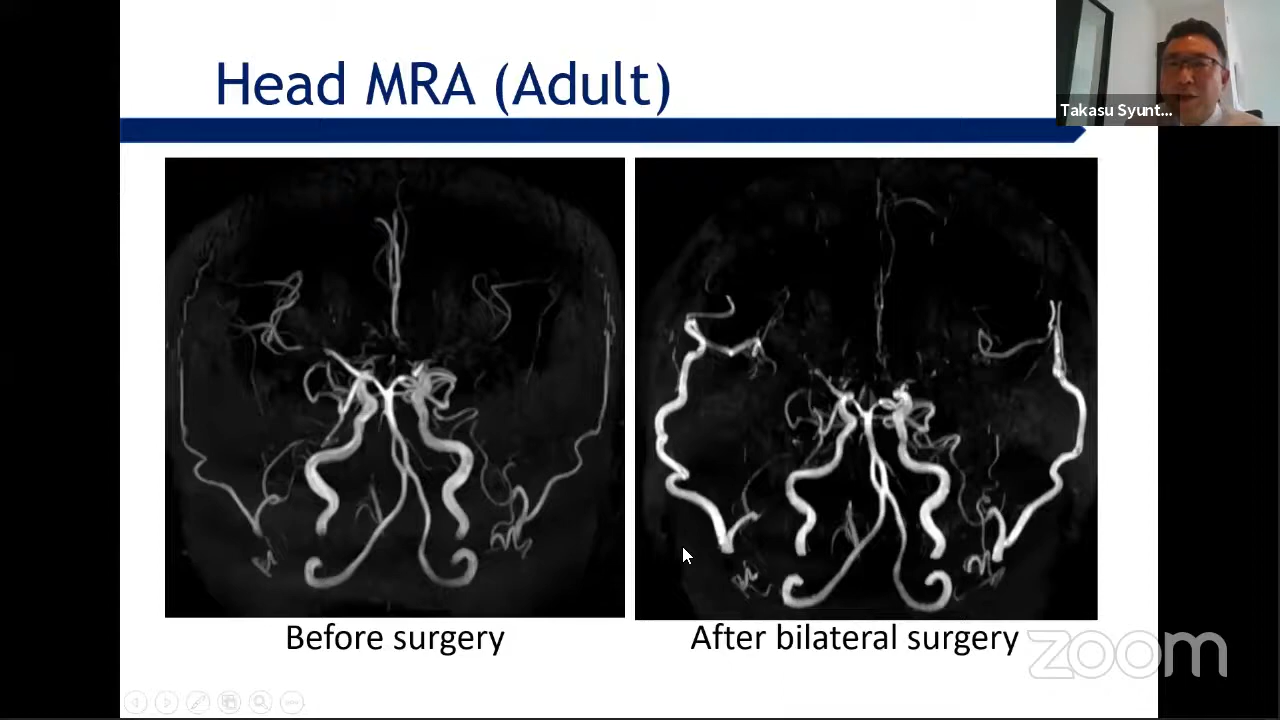 Head MRA (Adult)
Takasu Syunt...
Before surgery
After bilateral surgery
zoom